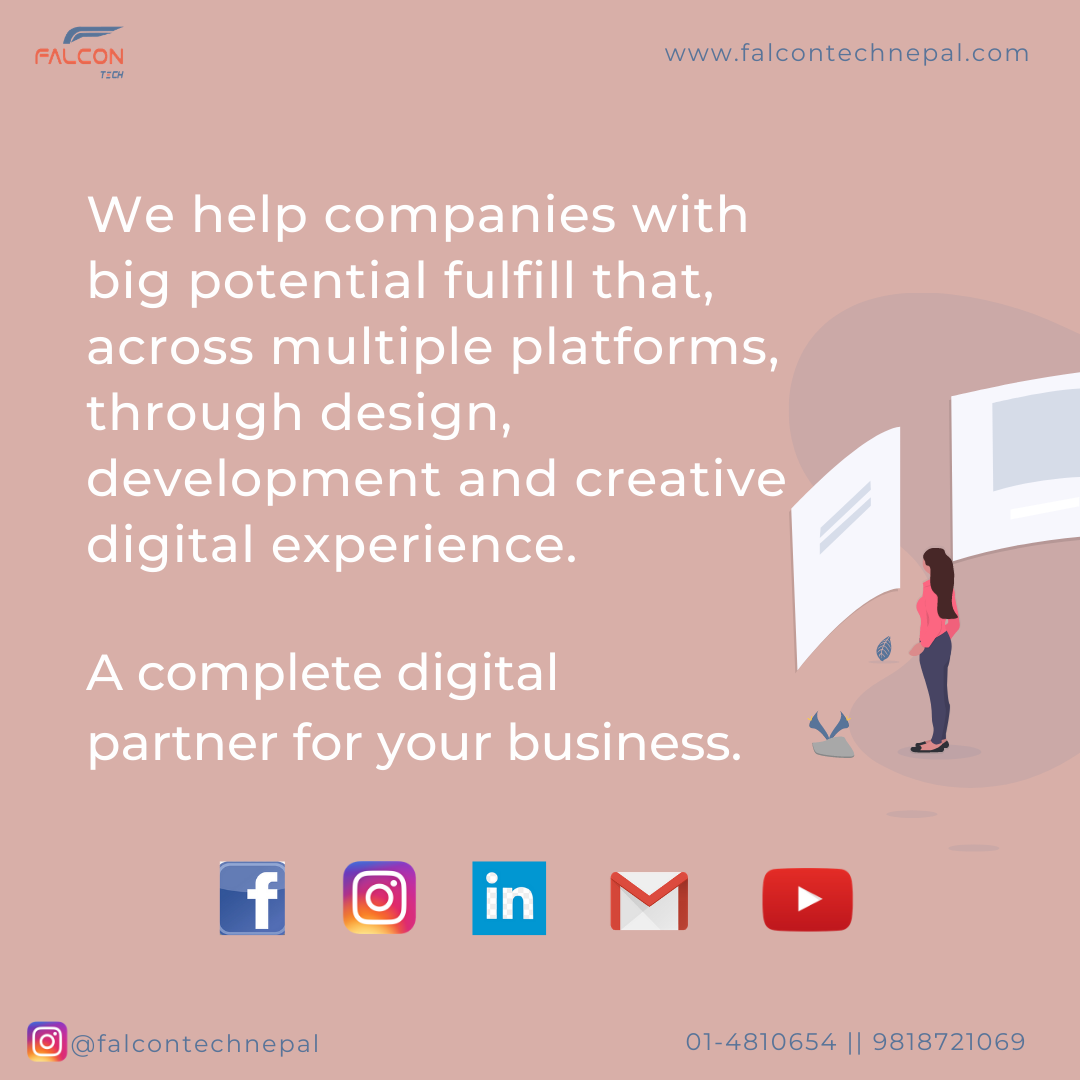 FALCON
TECH
www.falcontechnepal.com
We help companies with
big potential fulfill that,
across multiple platforms,
through design,
development and creative
digital experience.
A complete digital
partner for your business.
f
in
@falcontechnepal
01-4810654 || 9818721069